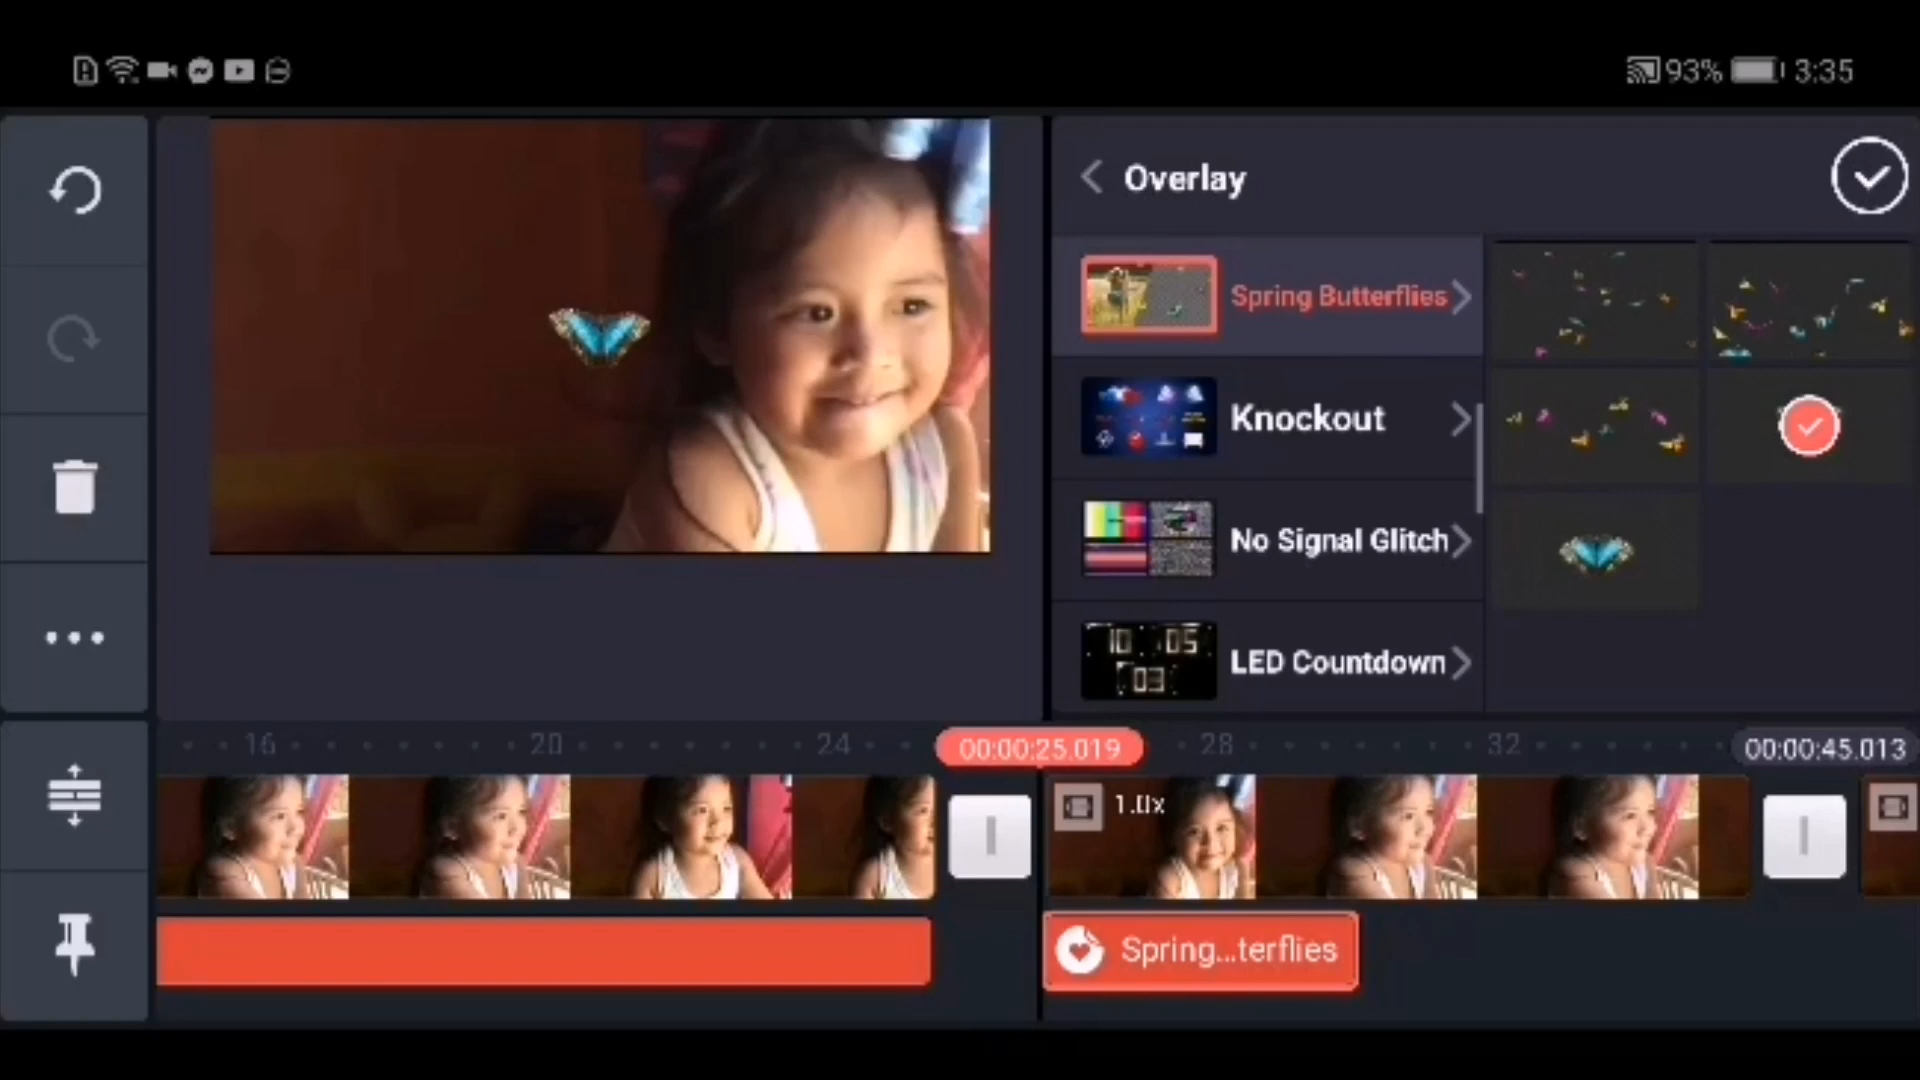 93% 3:35
Overlay
Spring Butterflies
Knockout
No Signal Glitch
LED Countdown
10 05
03
16 20 24 00:00:25.019 28 32 00:00:45.013
1.0x
Spring...terflies